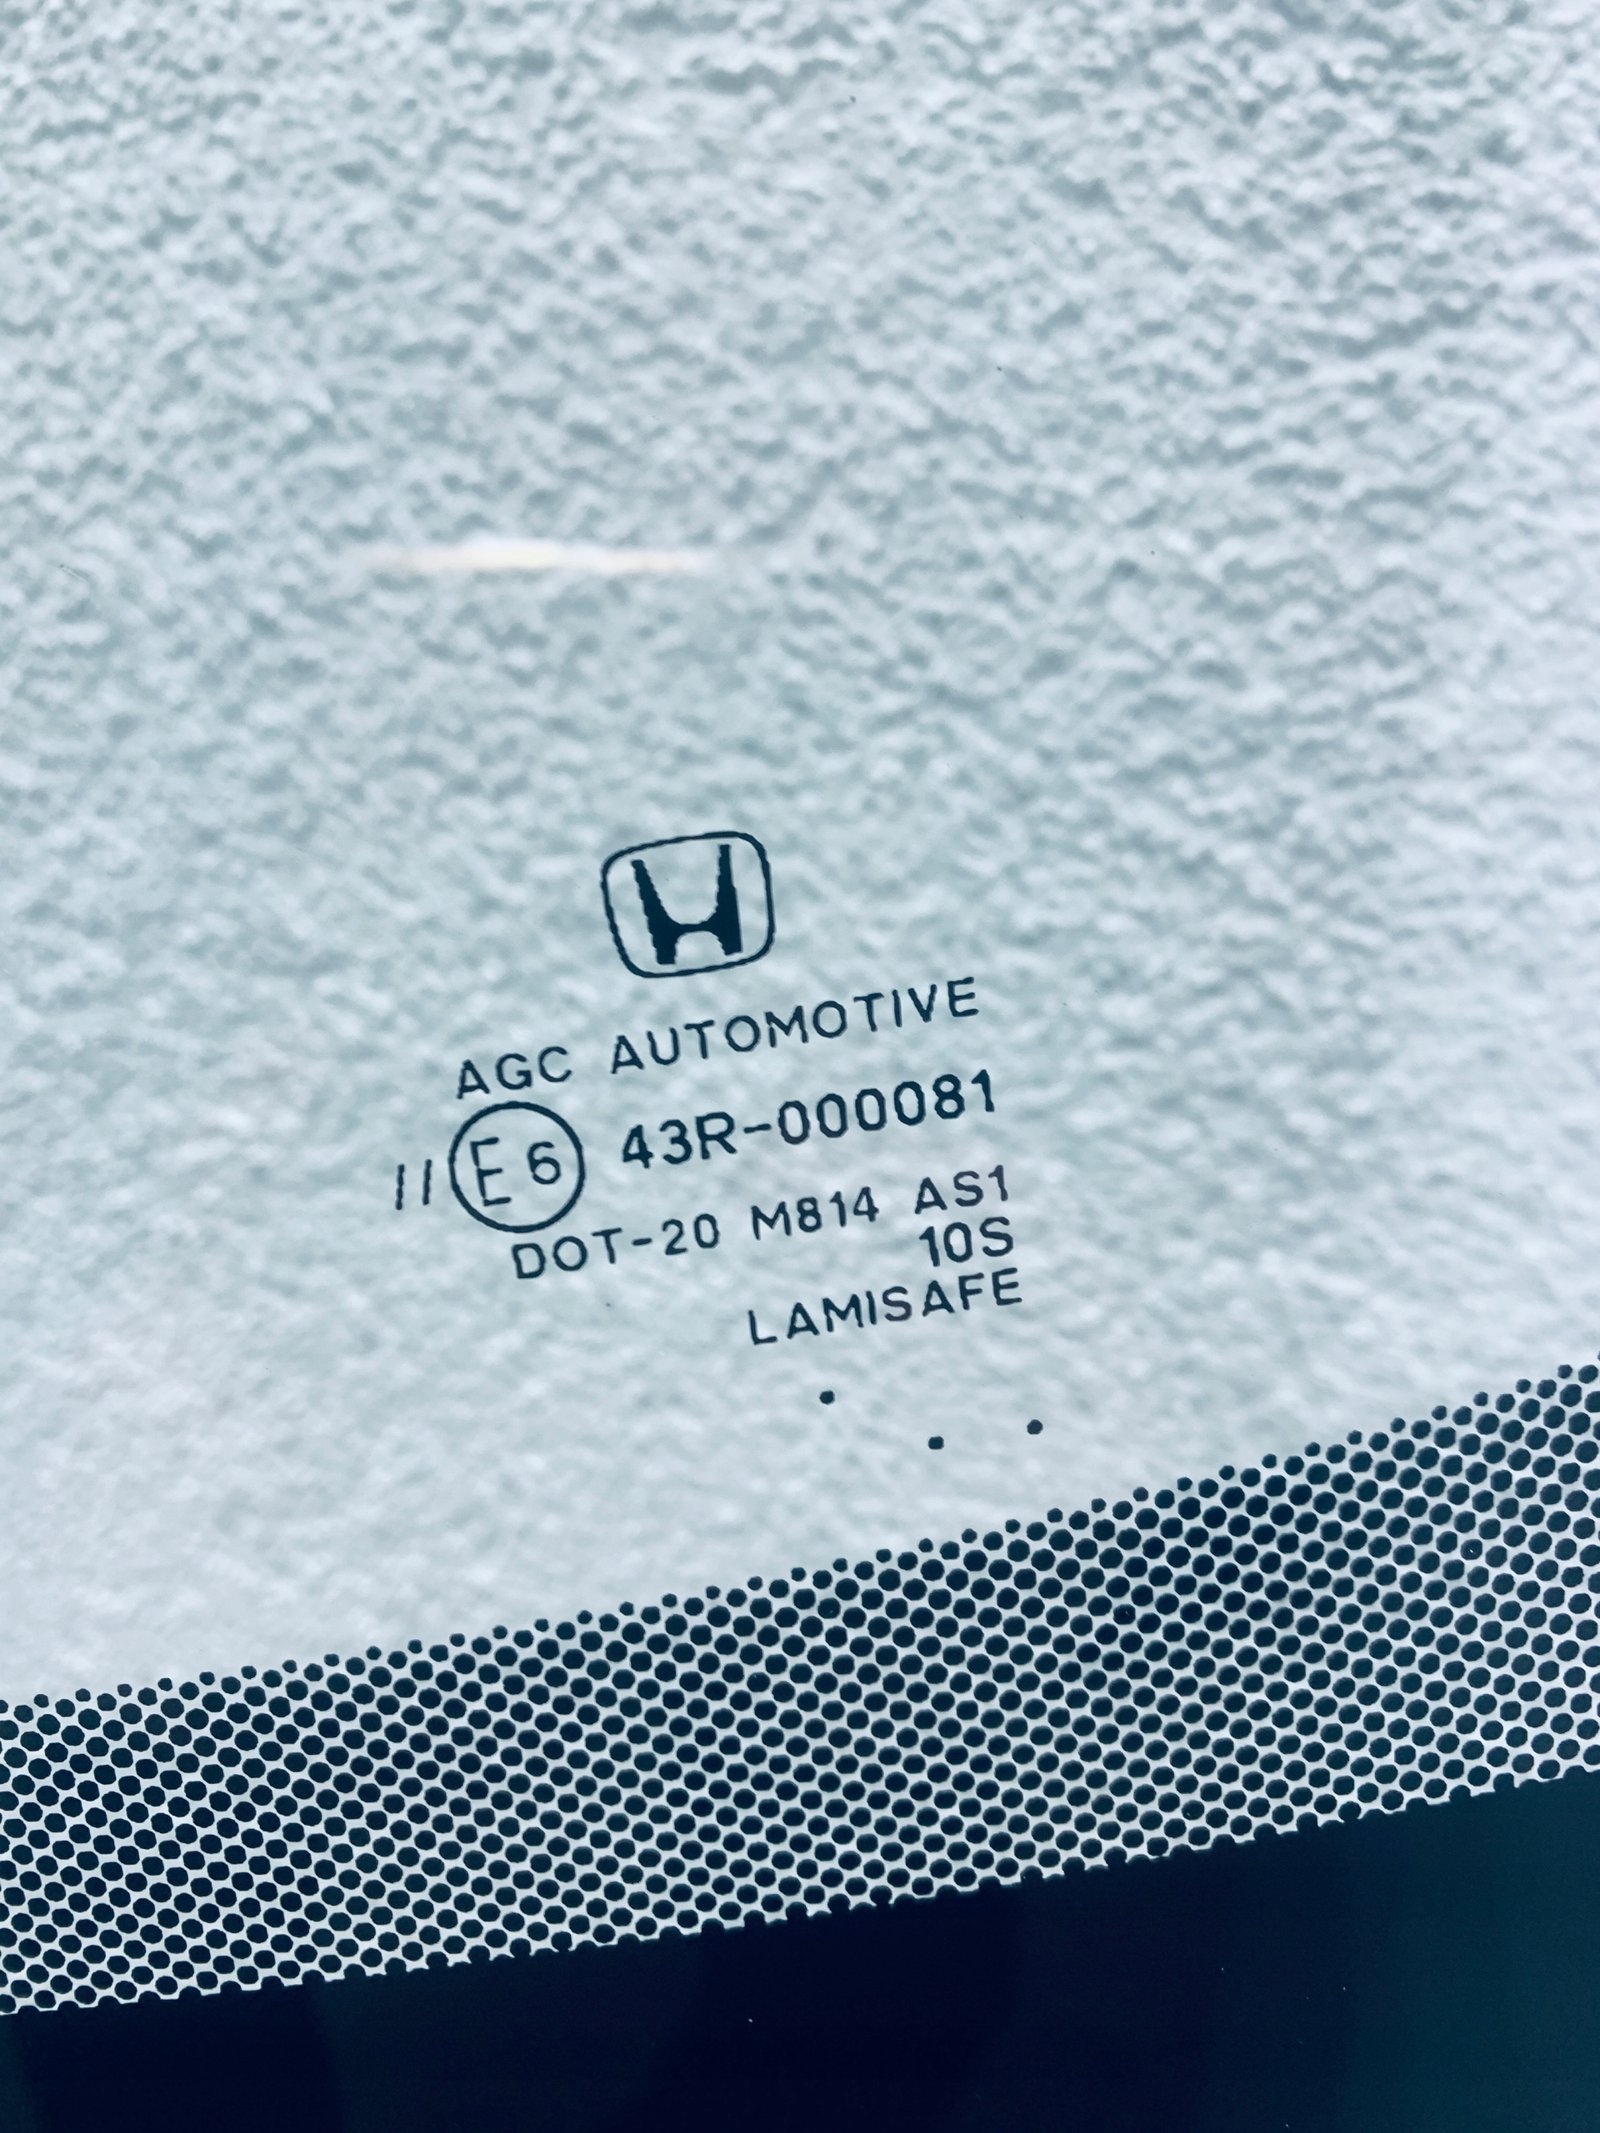 AGC AUTOMOTIVE
II E6 43R-000081
DOT-20 M814 AS1
10S
LAMISAFE